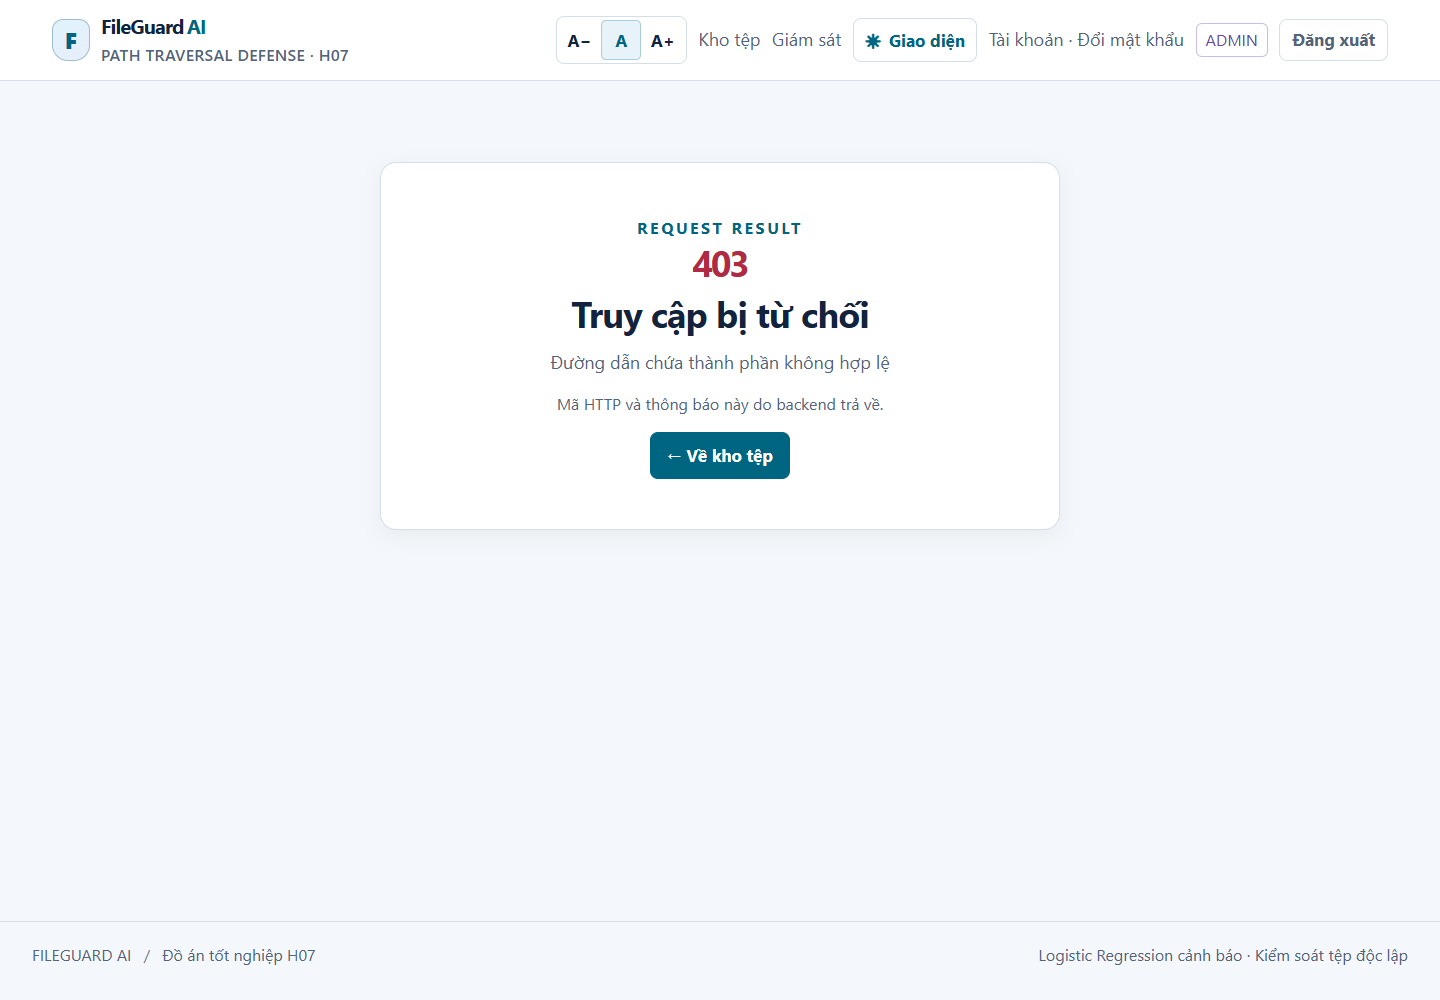 F
FileGuard AI
PATH TRAVERSAL DEFENSE · H07
A− A A+ Kho tệp Giám sát Giao diện Tài khoản · Đổi mật khẩu ADMIN Đăng xuất
REQUEST RESULT
403
Truy cập bị từ chối
Đường dẫn chứa thành phần không hợp lệ
Mã HTTP và thông báo này do backend trả về.
← Về kho tệp
FILEGUARD AI / Đồ án tốt nghiệp H07
Logistic Regression cảnh báo · Kiểm soát tệp độc lập